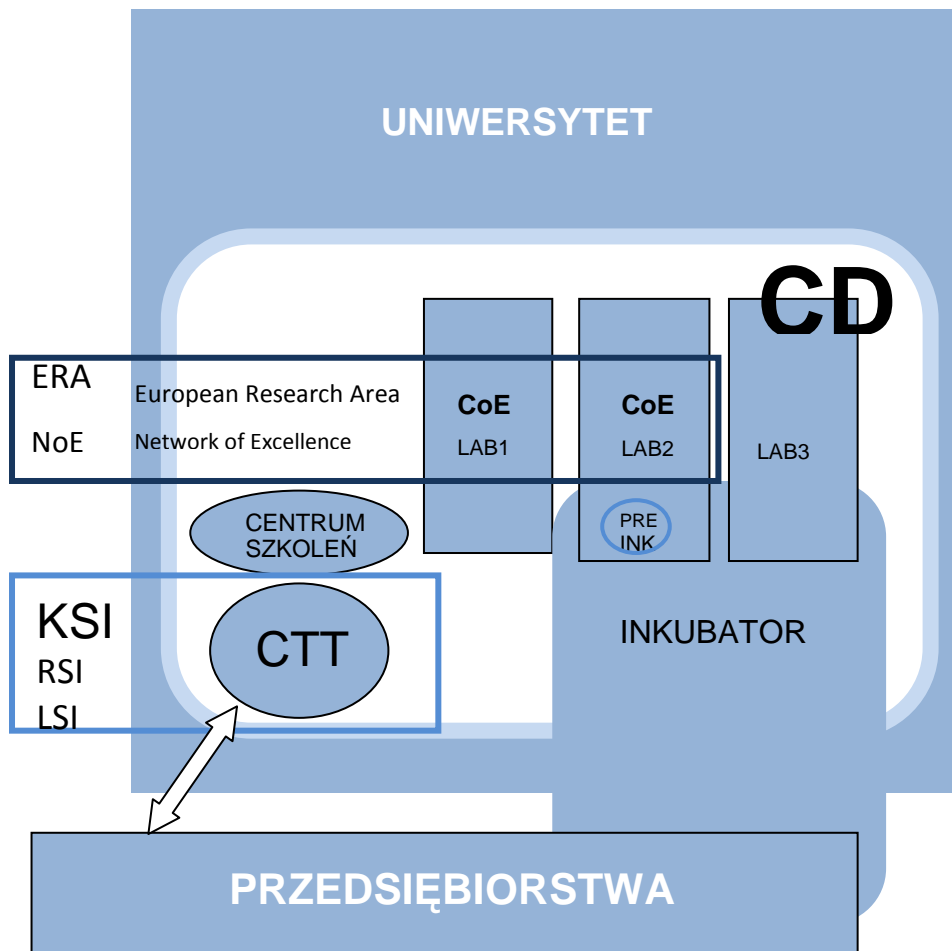 UNIWERSYTET
CD
ERA
European Research Area
NoE
Network of Excellence
CoE
LAB1
CoE
LAB2
LAB3
CENTRUM
SZKOLEŃ
PRE
INK
KSI
RSI
LSI
CTT
INKUBATOR
PRZEDSIĘBIORSTWA